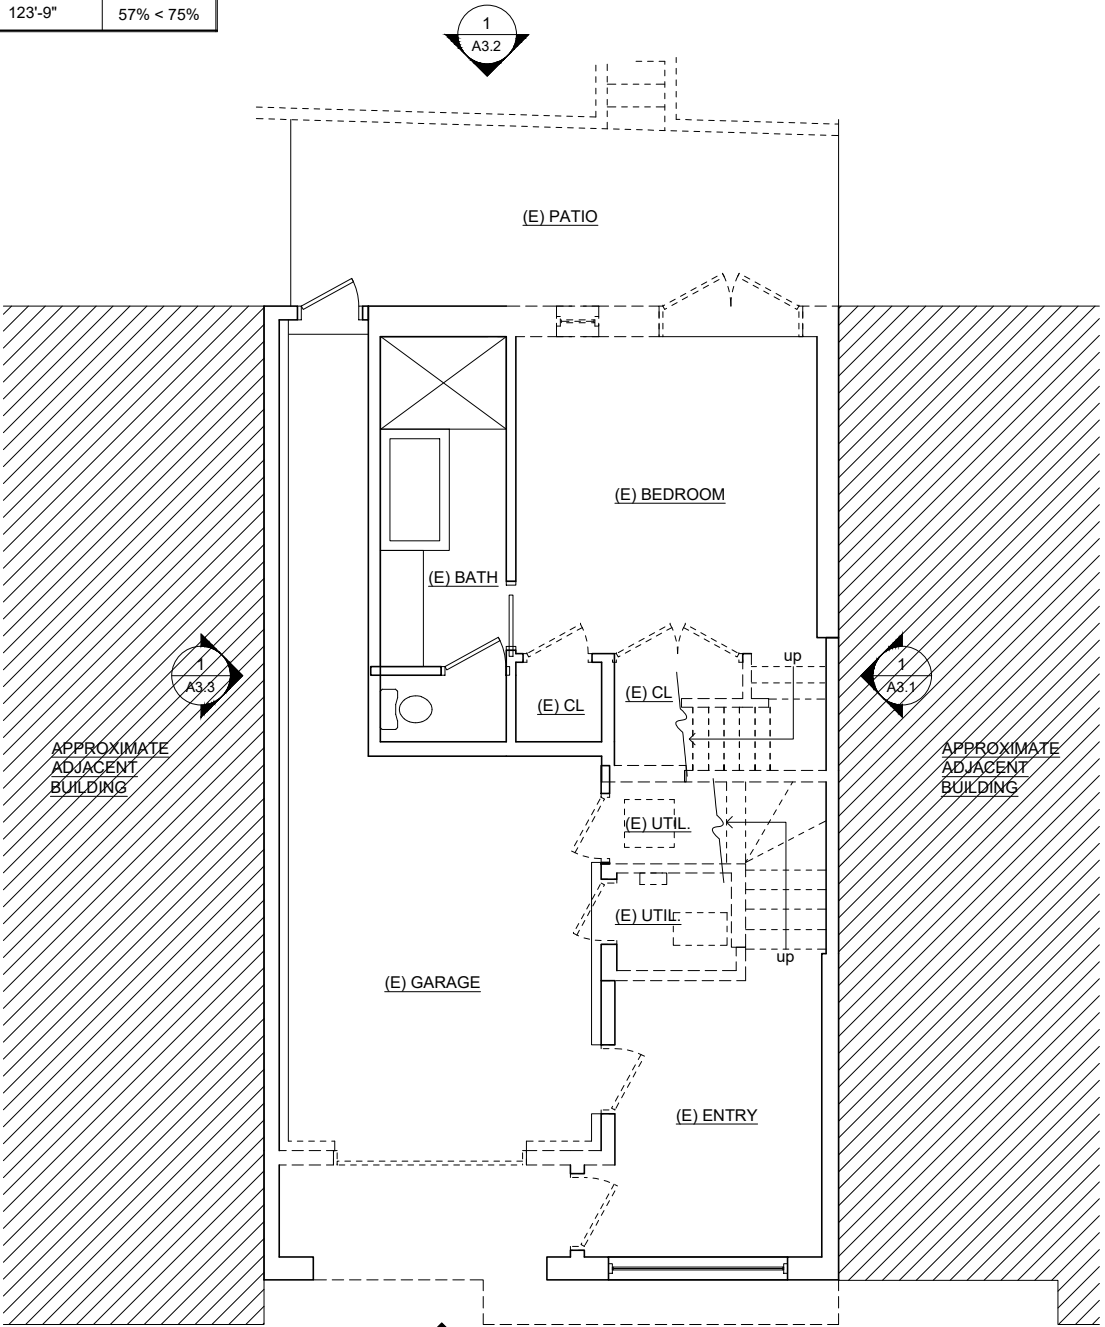 123'-9" 57% < 75%
1
A3.2
(E) PATIO
(E) BEDROOM
(E) BATH
up
1
A3.3
1
A3.1
(E) CL
(E) CL
APPROXIMATE
ADJACENT
BUILDING
APPROXIMATE
ADJACENT
BUILDING
(E) UTIL.
(E) UTIL.
up
(E) GARAGE
(E) ENTRY